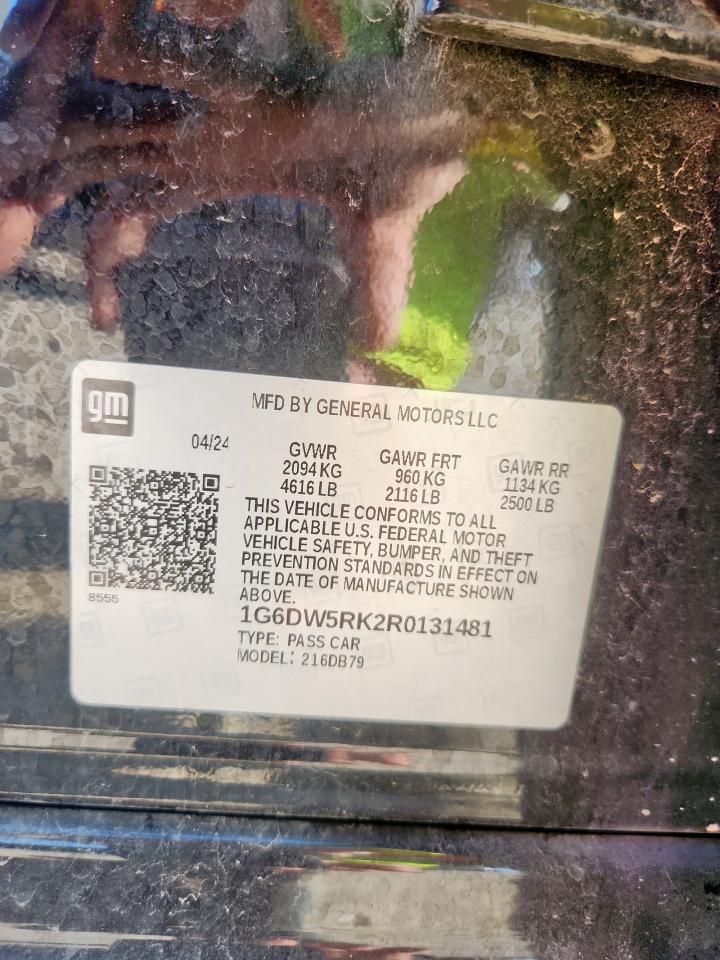 gm
MFD BY GENERAL MOTORS LLC
04/24
GVWR
2094 KG
4616 LB
GAWR FRT
960 KG
2116 LB
GAWR RR
1134 KG
2500 LB
THIS VEHICLE CONFORMS TO ALL
APPLICABLE U.S. FEDERAL MOTOR
VEHICLE SAFETY, BUMPER, AND THEFT
PREVENTION STANDARDS IN EFFECT ON
THE DATE OF MANUFACTURE SHOWN
ABOVE.
8555
1G6DW5RK2R0131481
TYPE: PASS CAR
MODEL: 216DB79